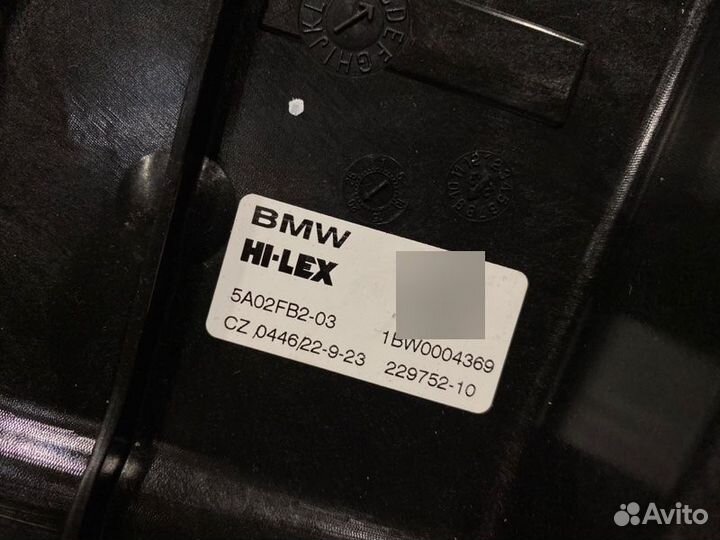 BMW
HI-LEX
5A02FB2-03
1BW0004369
CZ /0446/22-9-23
229752-10
Avito